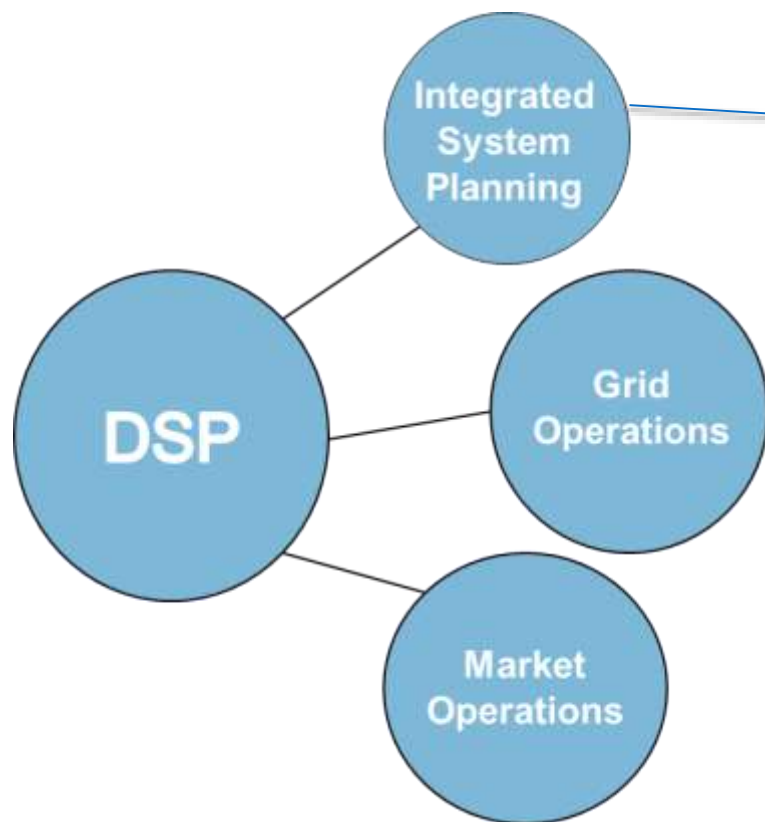 Integrated
System
Planning
DSP
Grid
Operations
Market
Operations